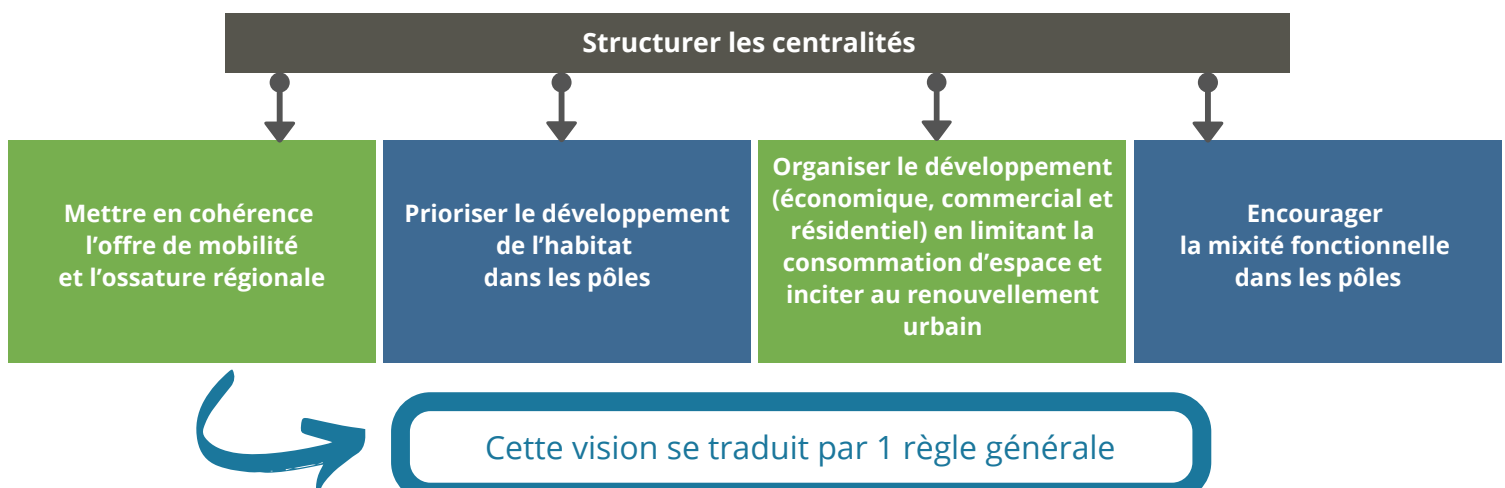 Structurer les centralités
Mettre en cohérence
l’offre de mobilité
et l’ossature régionale
Prioriser le développement
de l’habitat
dans les pôles
Organiser le développement
(économique, commercial et
résidentiel) en limitant la
consommation d’espace et
inciter au renouvellement
urbain
Encourager
la mixité fonctionnelle
dans les pôles
Cette vision se traduit par 1 règle générale